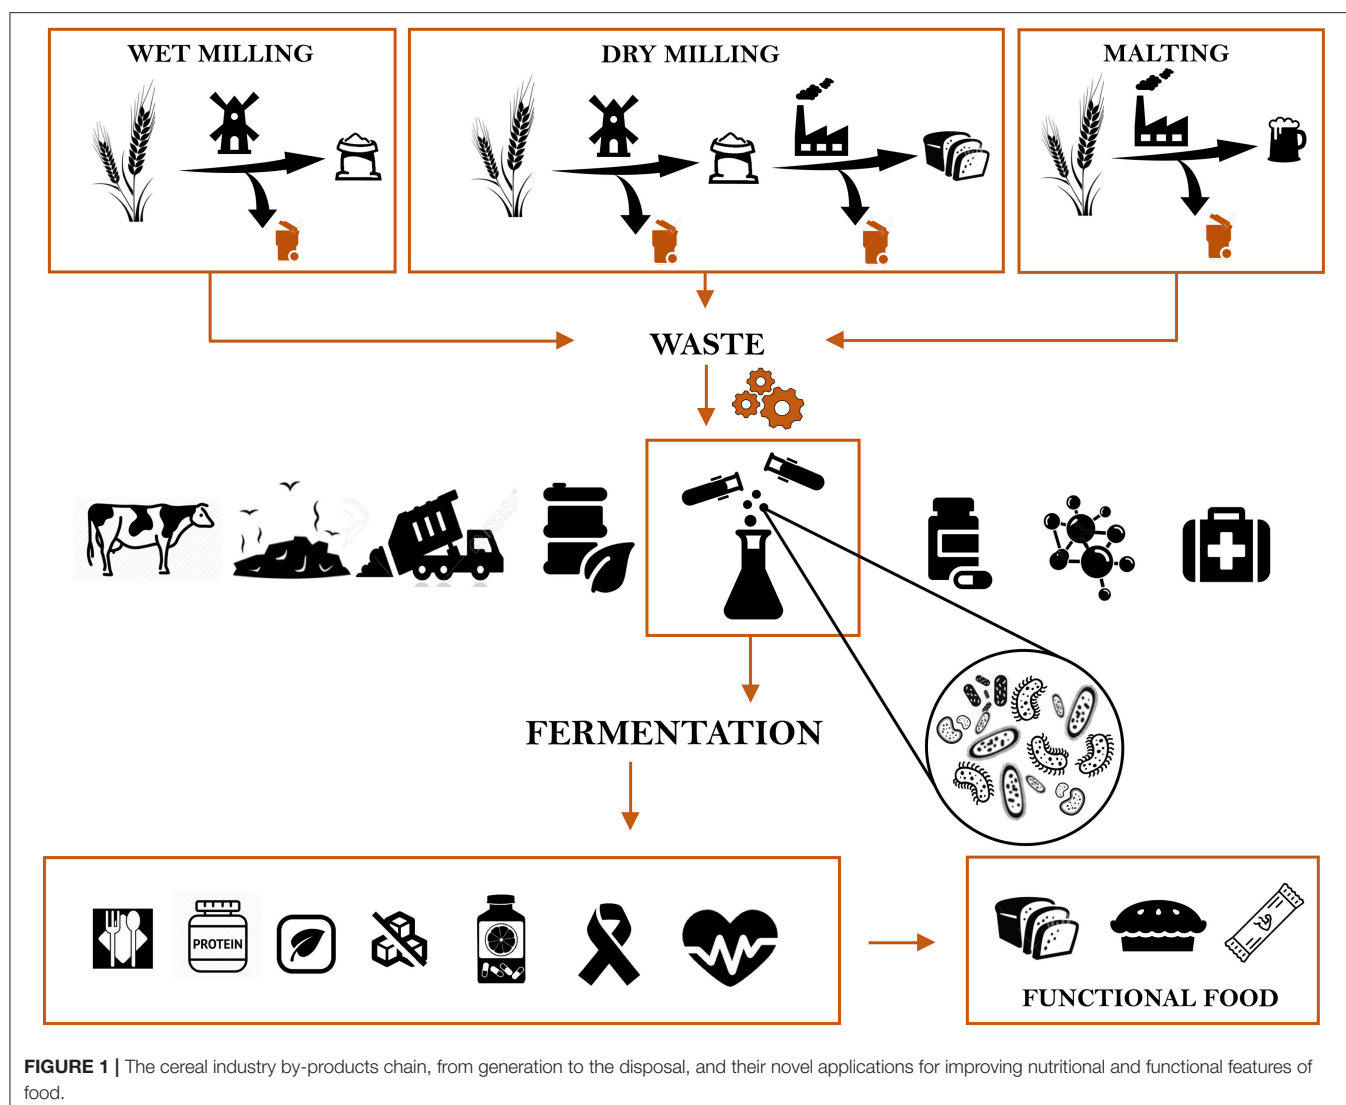 WET MILLING
DRY MILLING
MALTING
WASTE
FERMENTATION
PROTEIN
FUNCTIONAL FOOD
FIGURE 1 | The cereal industry by-products chain, from generation to the disposal, and their novel applications for improving nutritional and functional features of
food.